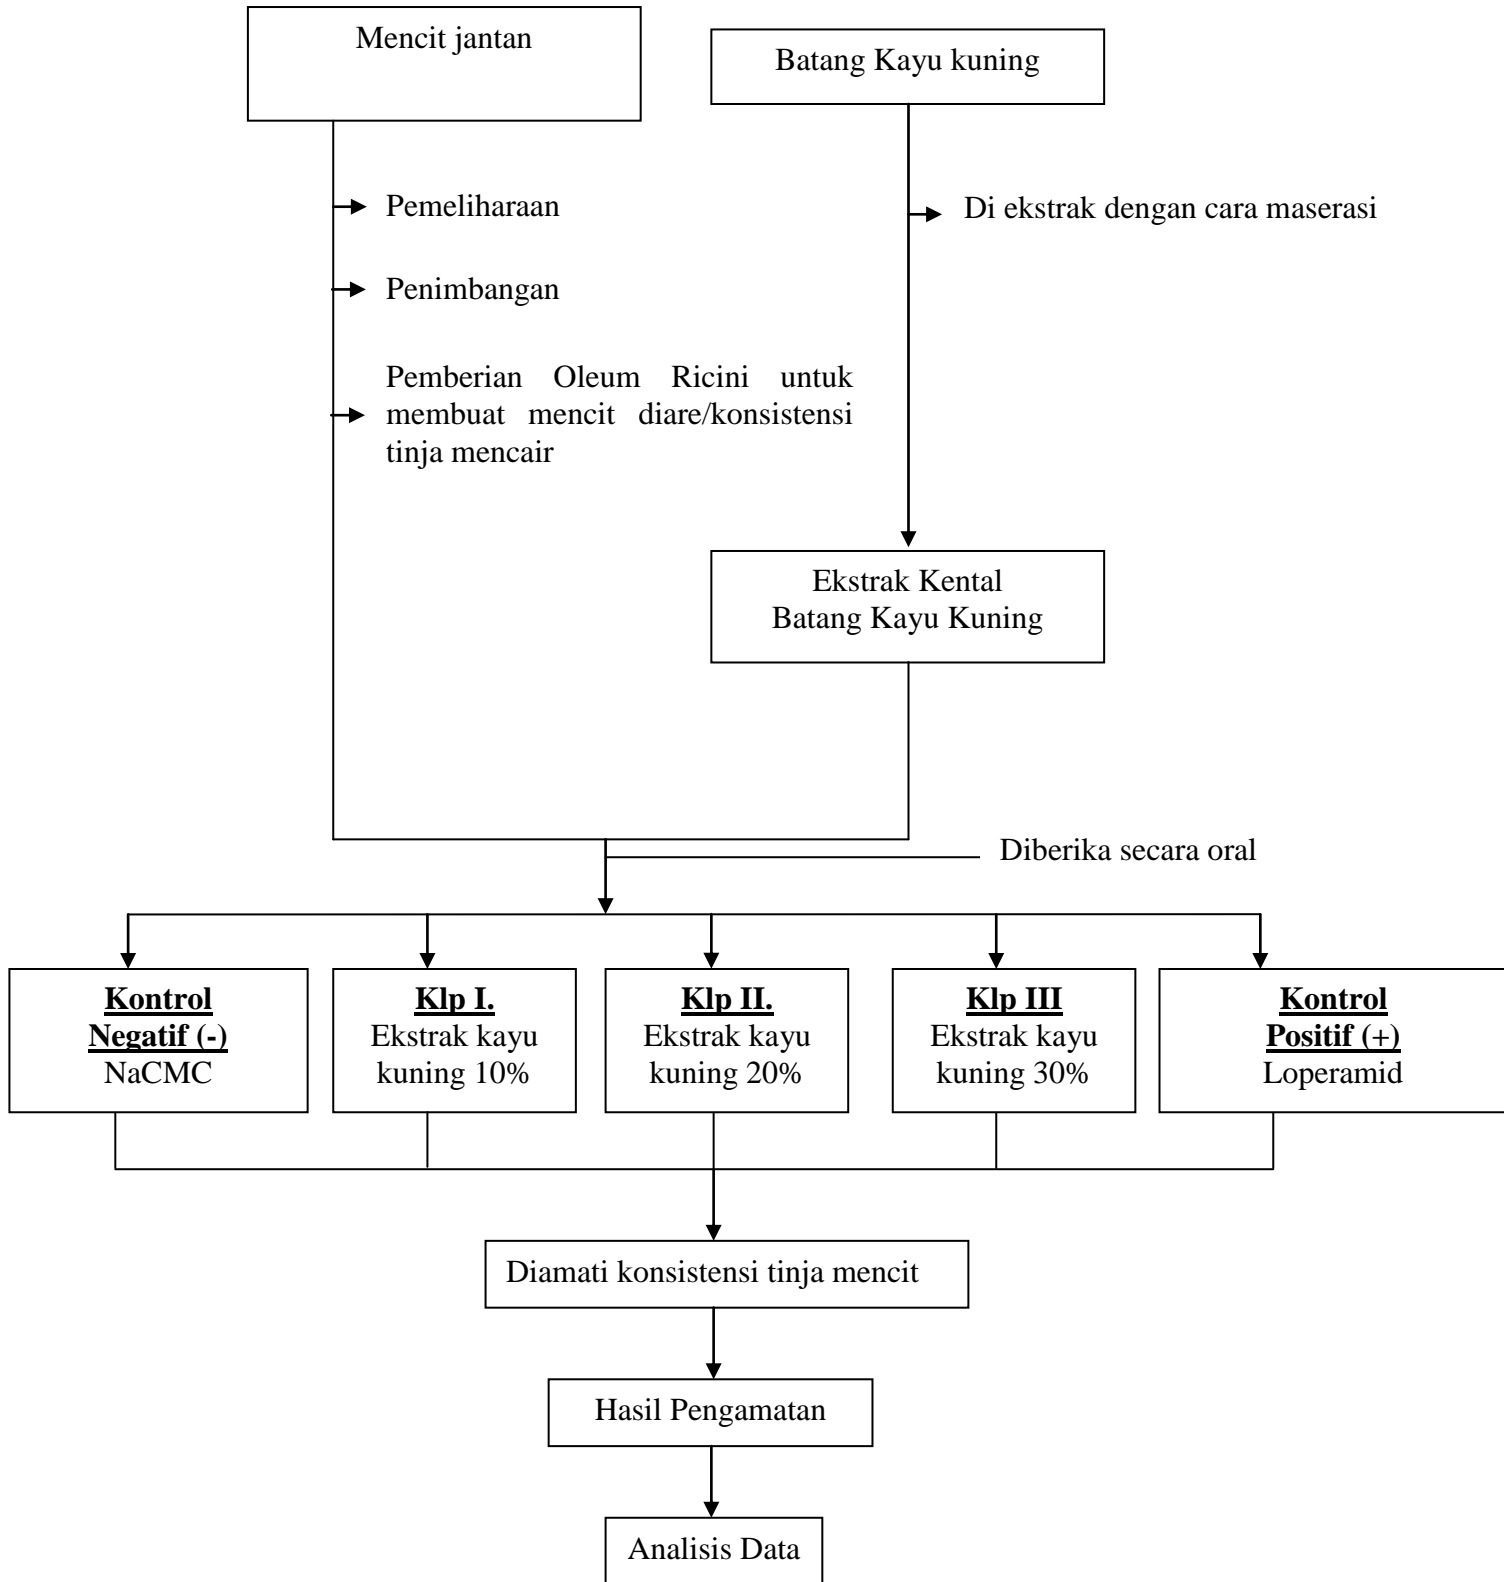 Mencit jantan
Batang Kayu kuning
Pemeliharaan
Di ekstrak dengan cara maserasi
Penimbangan
Pemberian Oleum Ricini untuk
membuat mencit diare/konsistensi
tinja mencair
Ekstrak Kental
Batang Kayu Kuning
Diberika secara oral
Kontrol
Negatif (-)
NaCMC
Klp I.
Ekstrak kayu
kuning 10%
Klp II.
Ekstrak kayu
kuning 20%
Klp III
Ekstrak kayu
kuning 30%
Kontrol
Positif (+)
Loperamid
Diamati konsistensi tinja mencit
Hasil Pengamatan
Analisis Data